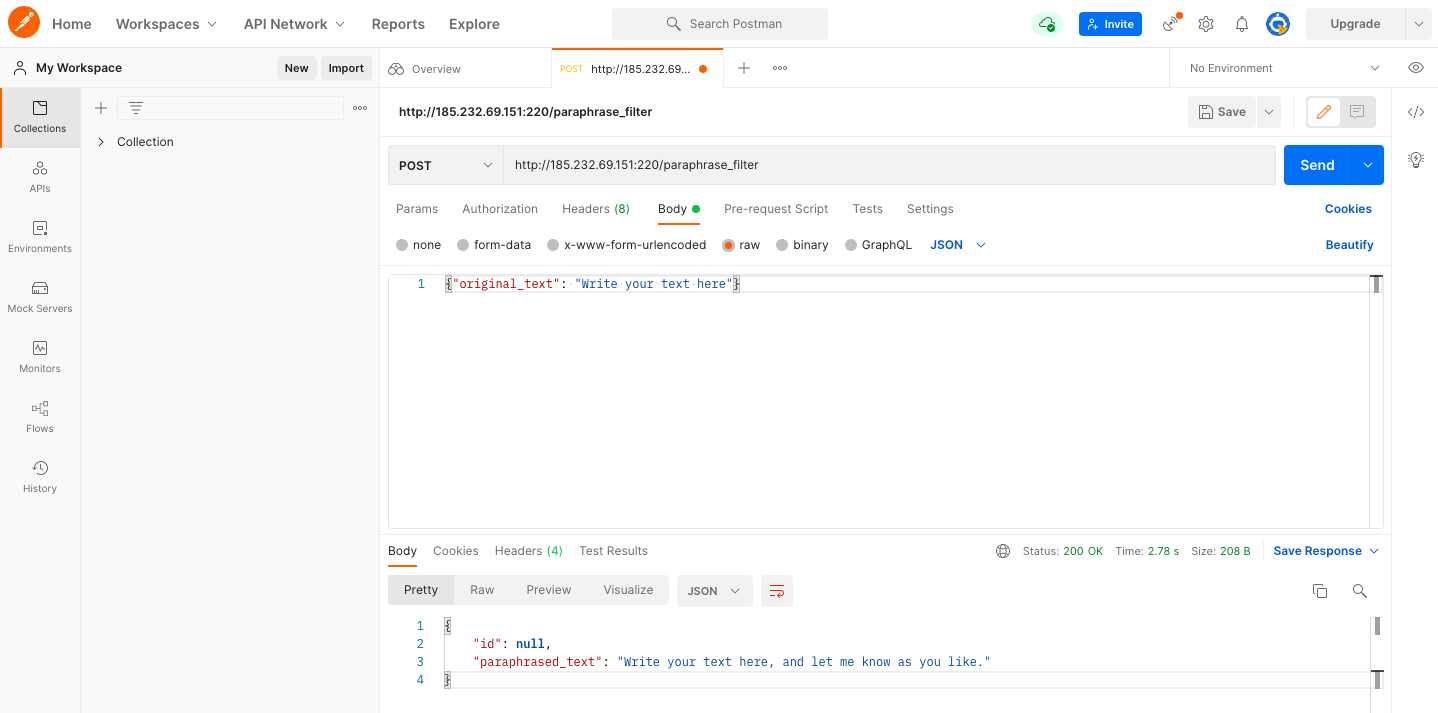 Home Workspaces API Network Reports Explore Search Postman Invite Upgrade
My Workspace New Import Overview POST http://185.232.69... No Environment
Collections
Collection
http://185.232.69.151:220/paraphrase_filter Save
POST http://185.232.69.151:220/paraphrase_filter Send
APIs
Params Authorization Headers (8) Body Pre-request Script Tests Settings Cookies
Environments
none form-data x-www-form-urlencoded raw binary GraphQL JSON Beautify
1 {"original_text": "Write your text here"}
Mock Servers
Monitors
Flows
History
Body Cookies Headers (4) Test Results Status: 200 OK Time: 2.78 s Size: 208 B Save Response
Pretty Raw Preview Visualize JSON
1 {
2 "id": null,
3 "paraphrased_text": "Write your text here, and let me know as you like."
4 }